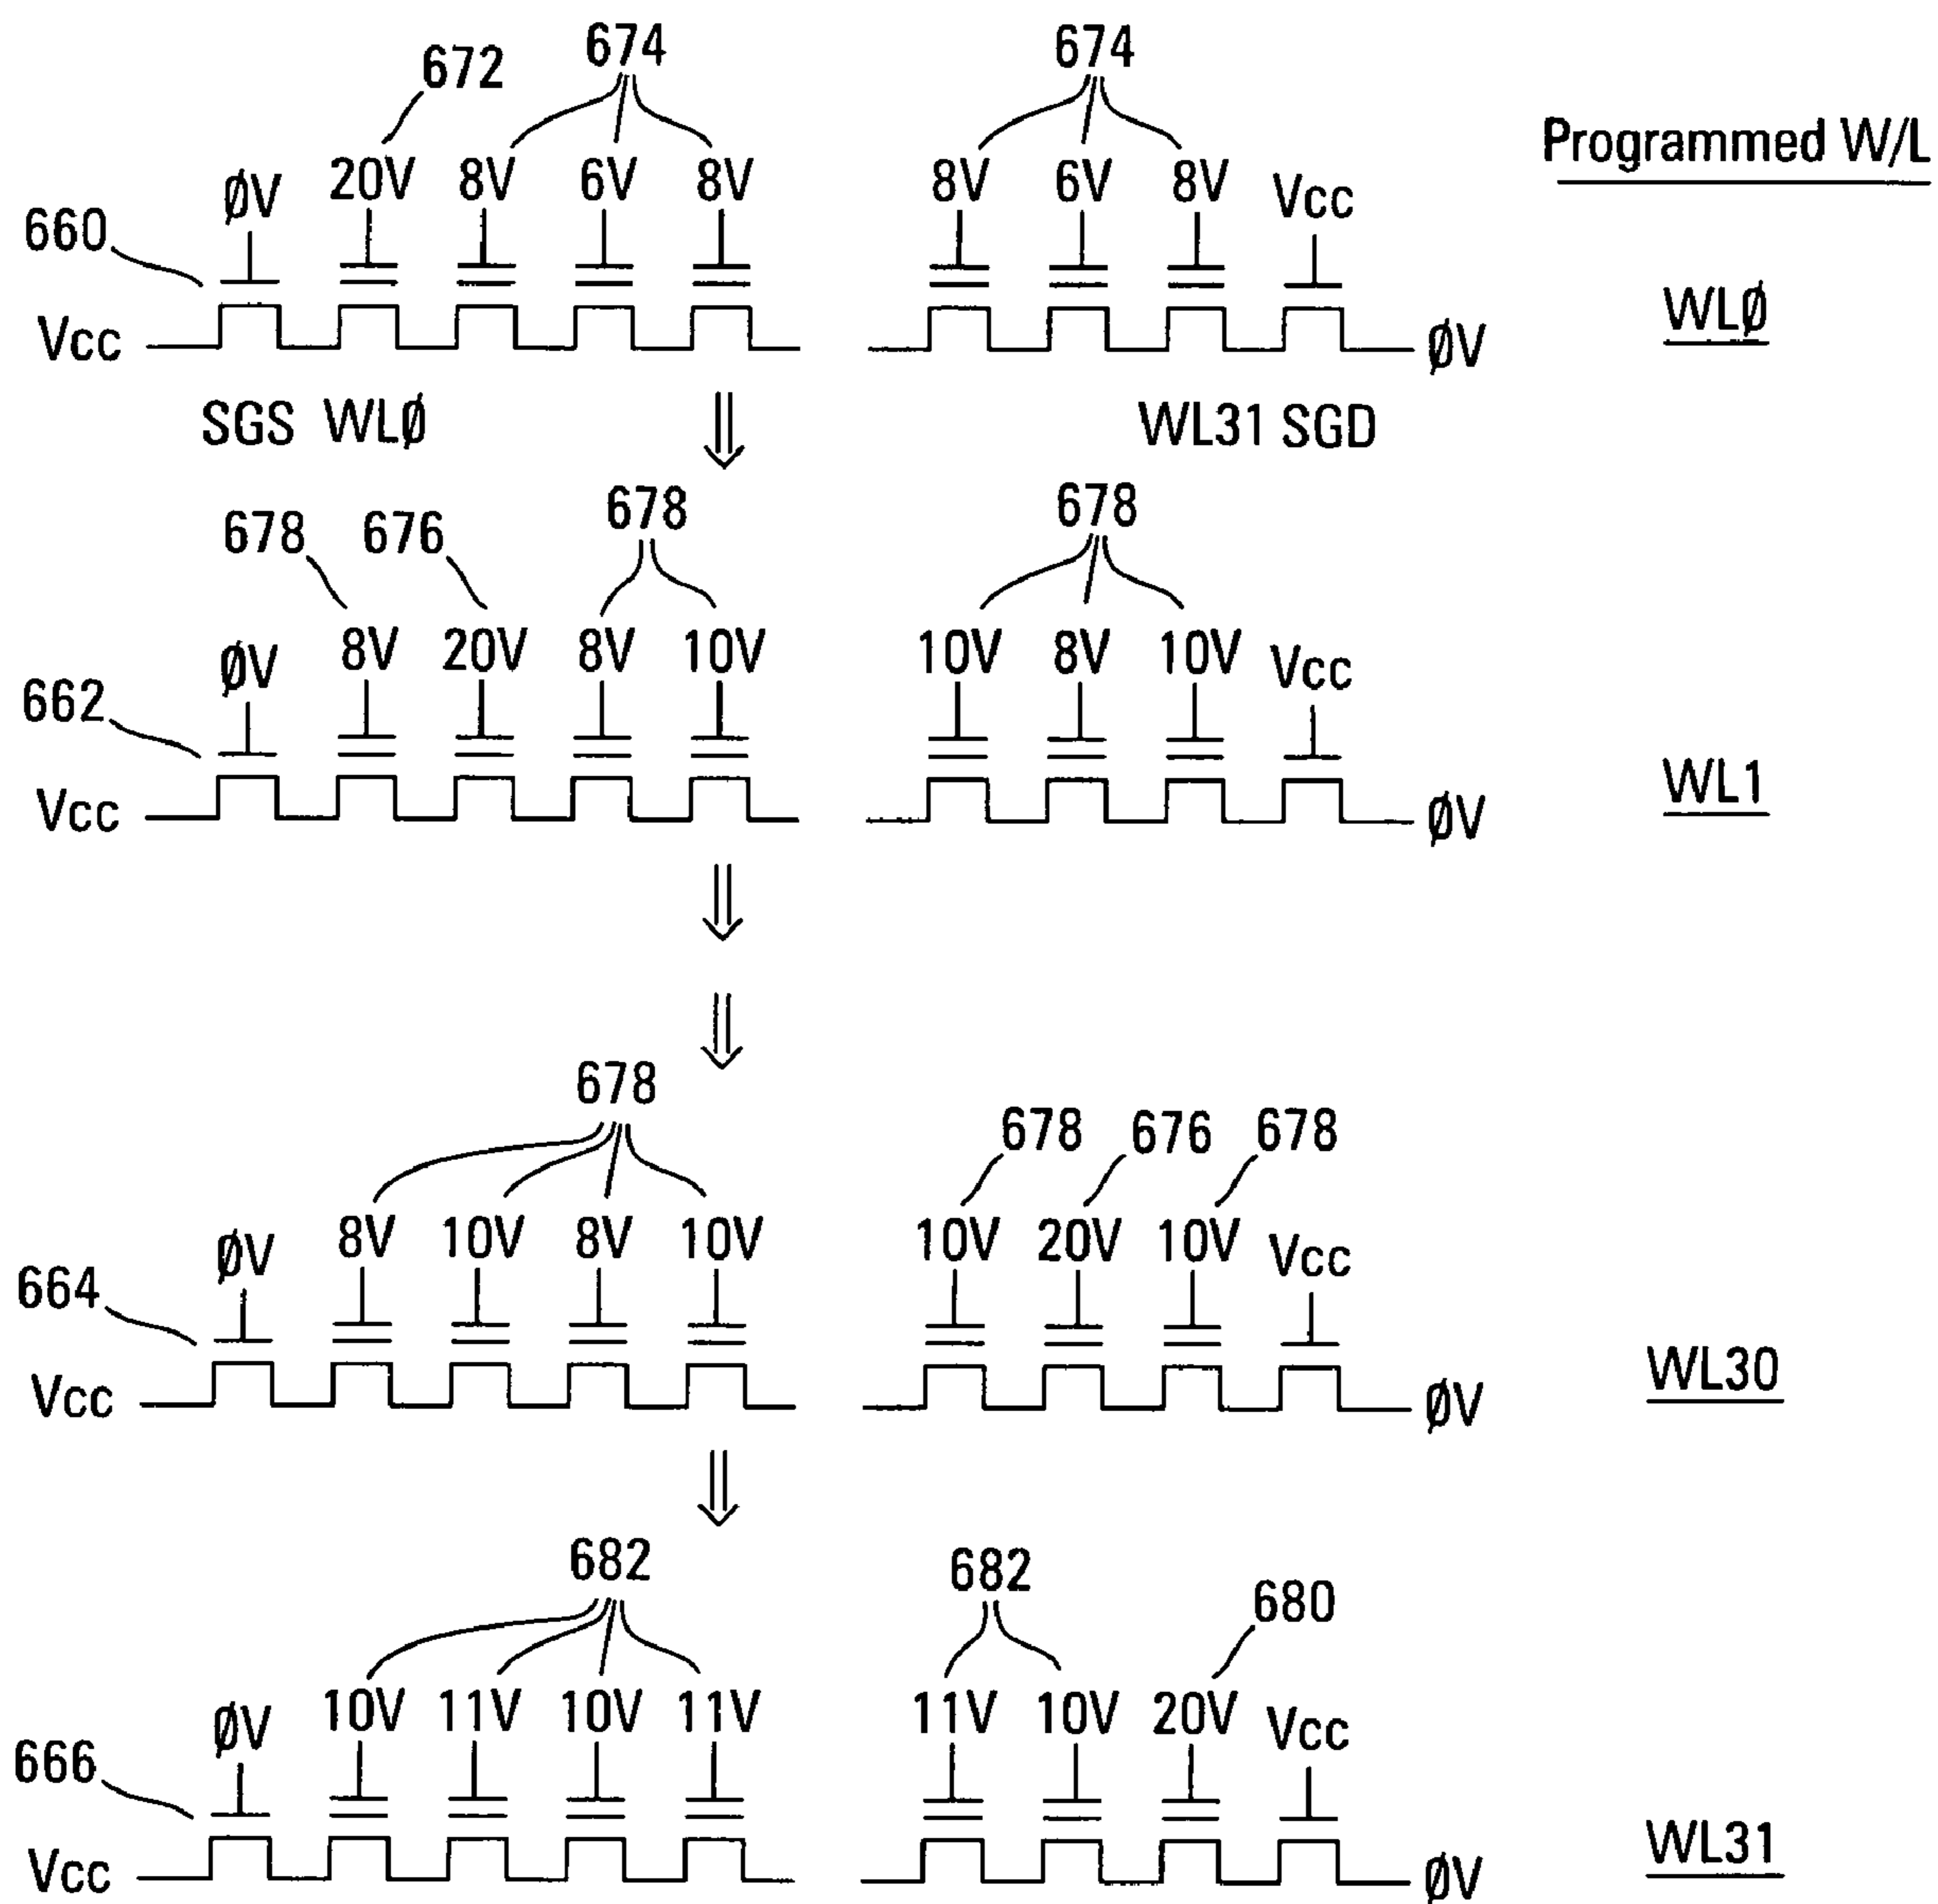 674 674
672
Programmed W/L
ØV 20V 8V 6V 8V 8V 6V 8V Vcc
660
Vcc ØV WLØ
SGS WLØ WL31 SGD
678 676 678 678
ØV 8V 20V 8V 10V 10V 8V 10V Vcc
662
Vcc ØV WL1
678
678 676 678
ØV 8V 10V 8V 10V 10V 20V 10V Vcc
664
Vcc ØV WL30
682 682
680
ØV 10V 11V 10V 11V 11V 10V 20V Vcc
666
Vcc ØV WL31